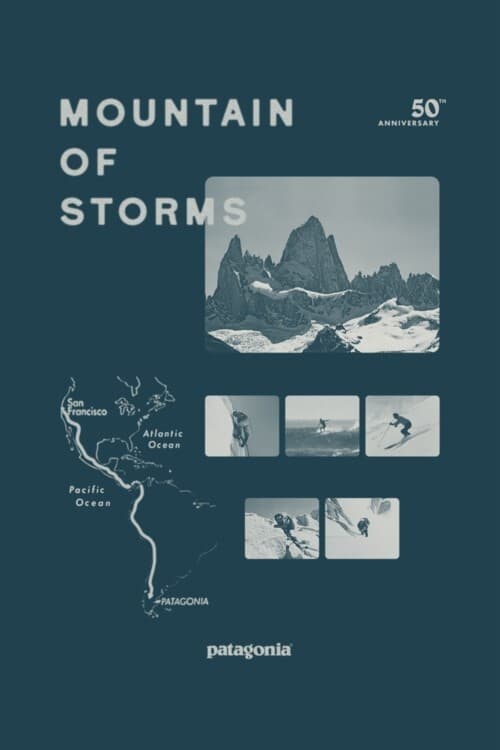 MOUNTAIN
OF
STORMS
50TH
ANNIVERSARY
San
Francisco
Atlantic
Ocean
Pacific
Ocean
PATAGONIA
patagonia®